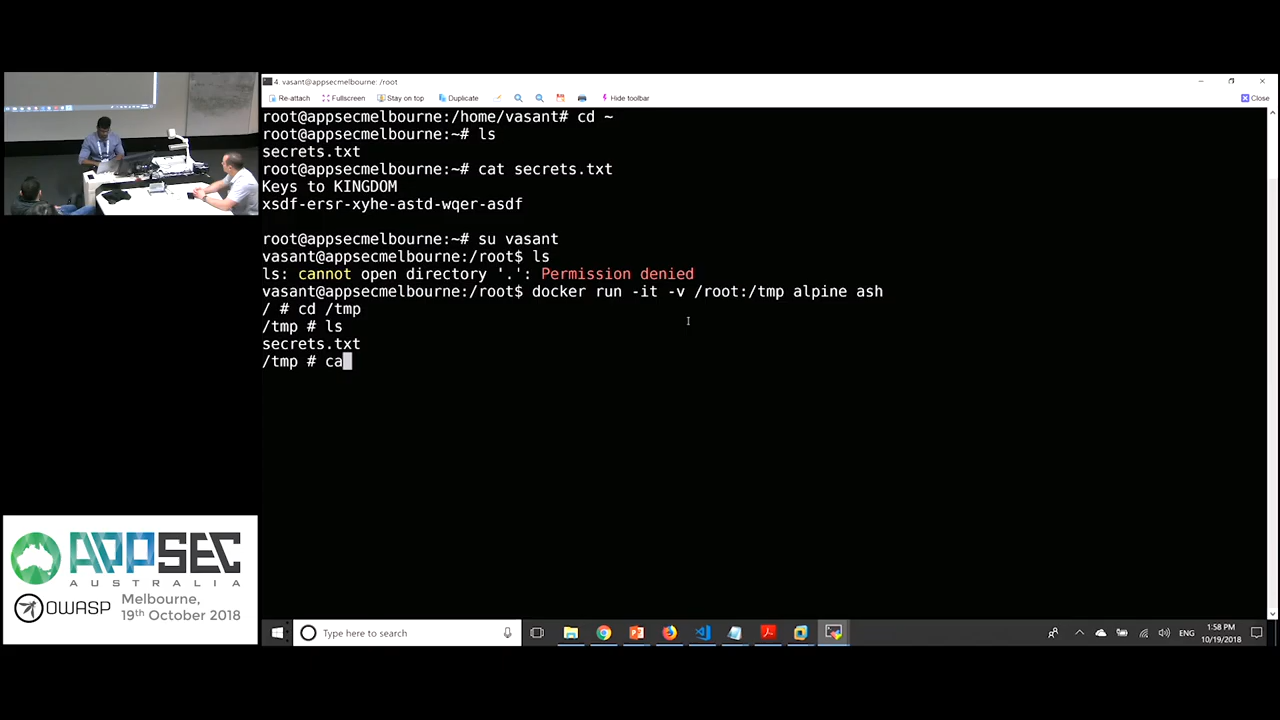 4. vasant@appsecmelbourne: /root
Re-attach Fullscreen Stay on top Duplicate Hide toolbar Close
root@appsecmelbourne:/home/vasant# cd ~
root@appsecmelbourne:~# ls
secrets.txt
root@appsecmelbourne:~# cat secrets.txt
Keys to KINGDOM
xsdf-ersr-xyhe-astd-wqer-asdf
root@appsecmelbourne:~# su vasant
vasant@appsecmelbourne:/root$ ls
ls: cannot open directory '.': Permission denied
vasant@appsecmelbourne:/root$ docker run -it -v /root:/tmp alpine ash
/ # cd /tmp
/tmp # ls
secrets.txt
/tmp # ca
APPSEC
AUSTRALIA
OWASP
Melbourne,
19th October 2018
Type here to search
ENG
1:58 PM
10/19/2018